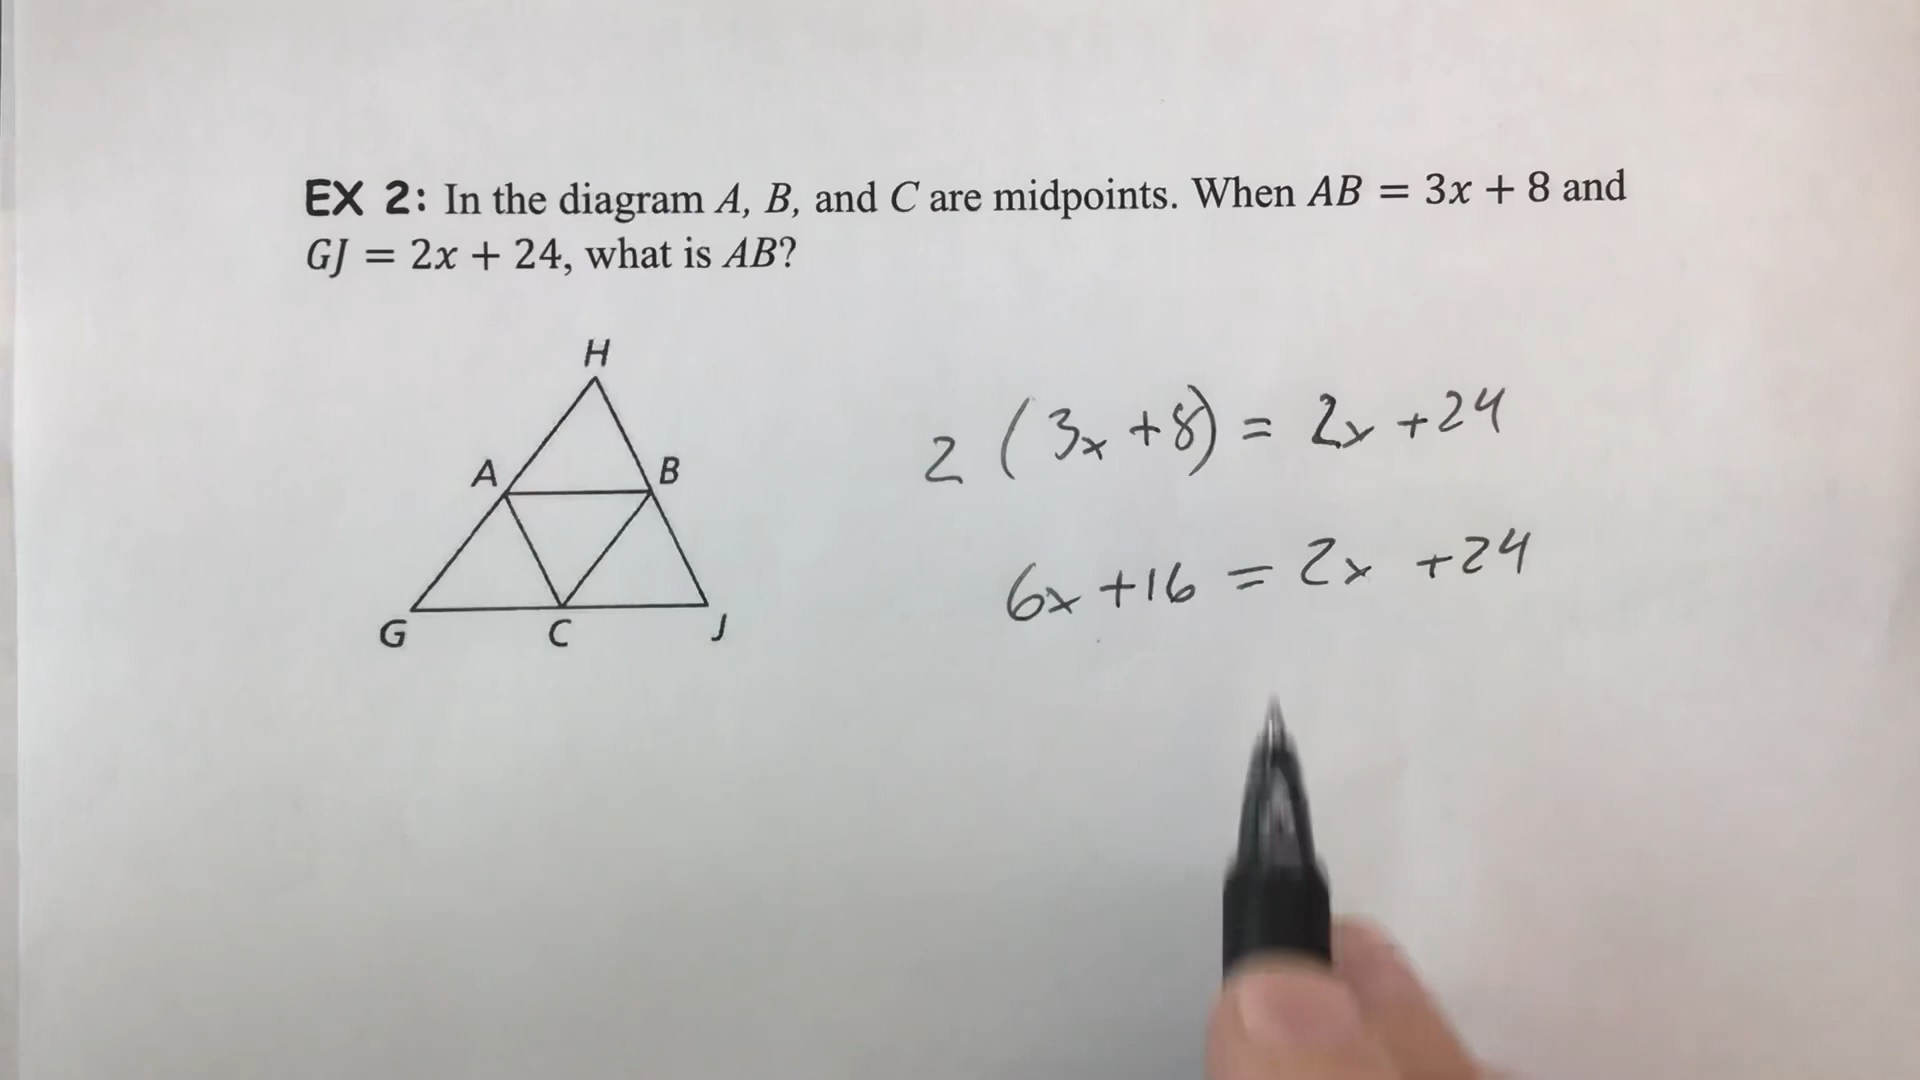 EX 2: In the diagram A, B, and C are midpoints. When AB = 3x + 8 and
GJ = 2x + 24, what is AB?
H
A
B
G
C
J
2 (3x + 8) = 2x + 24
6x + 16 = 2x + 24